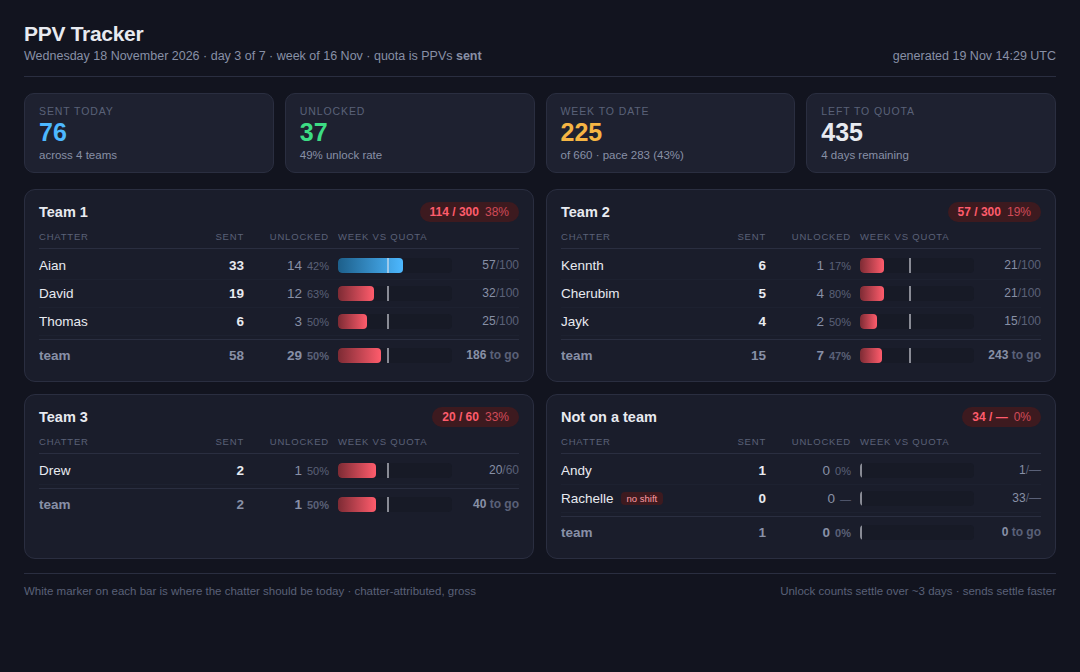 PPV Tracker
Wednesday 18 November 2026 · day 3 of 7 · week of 16 Nov · quota is PPVs sent
generated 19 Nov 14:29 UTC
SENT TODAY
76
across 4 teams
UNLOCKED
37
49% unlock rate
WEEK TO DATE
225
of 660 · pace 283 (43%)
LEFT TO QUOTA
435
4 days remaining
Team 1 114 / 300 38%
CHATTER SENT UNLOCKED WEEK VS QUOTA
Aian 33 14 42% 57/100
David 19 12 63% 32/100
Thomas 6 3 50% 25/100
team 58 29 50% 186 to go
Team 2 57 / 300 19%
CHATTER SENT UNLOCKED WEEK VS QUOTA
Kennth 6 1 17% 21/100
Cherubim 5 4 80% 21/100
Jayk 4 2 50% 15/100
team 15 7 47% 243 to go
Team 3 20 / 60 33%
CHATTER SENT UNLOCKED WEEK VS QUOTA
Drew 2 1 50% 20/60
team 2 1 50% 40 to go
Not on a team 34 / — 0%
CHATTER SENT UNLOCKED WEEK VS QUOTA
Andy 1 0 0% 1/—
Rachelle no shift 0 0 — 33/—
team 1 0 0% 0 to go
White marker on each bar is where the chatter should be today · chatter-attributed, gross
Unlock counts settle over ~3 days · sends settle faster